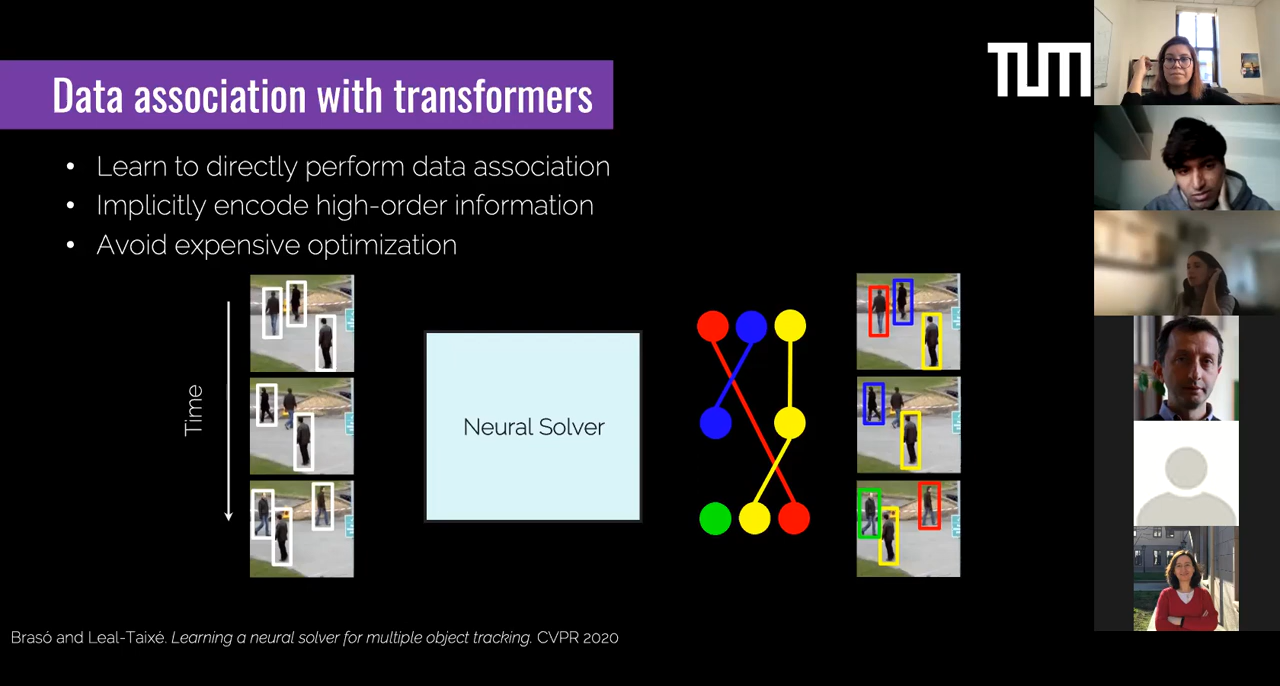 TUM
Data association with transformers
• Learn to directly perform data association
• Implicitly encode high-order information
• Avoid expensive optimization
Time
Neural Solver
Brasó and Leal-Taixé. Learning a neural solver for multiple object tracking. CVPR 2020